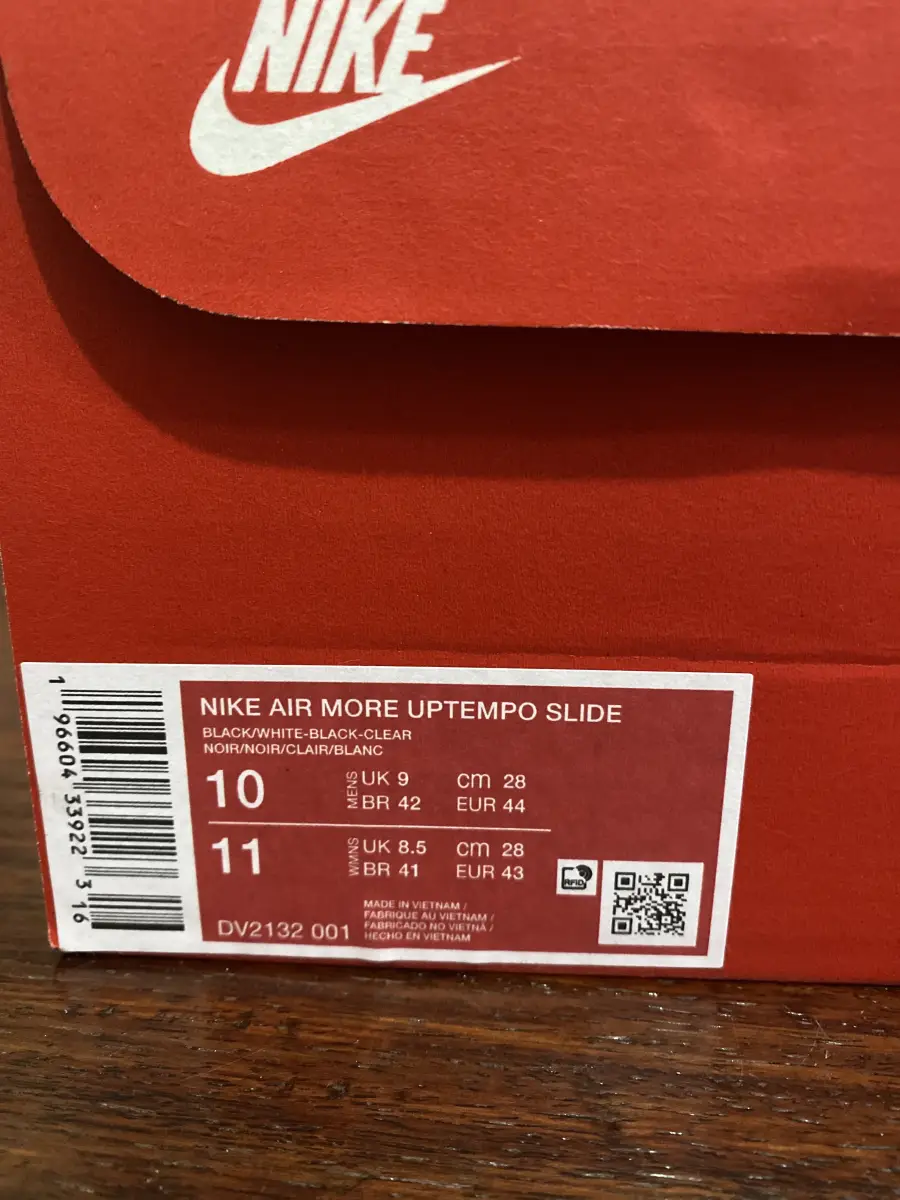 NIKE
NIKE AIR MORE UPTEMPO SLIDE
BLACK/WHITE-BLACK-CLEAR
NOIR/NOIR/CLAIR/BLANC
10 MENS UK 9 cm 28
BR 42 EUR 44
11 WMNS UK 8.5 cm 28
BR 41 EUR 43
RFID
DV2132 001
MADE IN VIETNAM /
FABRIQUE AU VIETNAM /
FABRICADO NO VIETNÃ /
HECHO EN VIETNAM
1 96604 33922 3 16